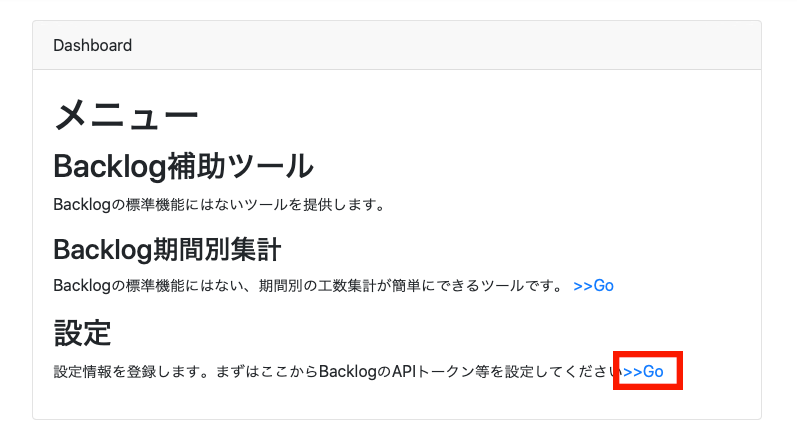 Dashboard
メニュー
Backlog補助ツール
Backlogの標準機能にはないツールを提供します。
Backlog期間別集計
Backlogの標準機能にはない、期間別の工数集計が簡単にできるツールです。 >>Go
設定
設定情報を登録します。まずはここからBacklogのAPIトークン等を設定してください>>Go